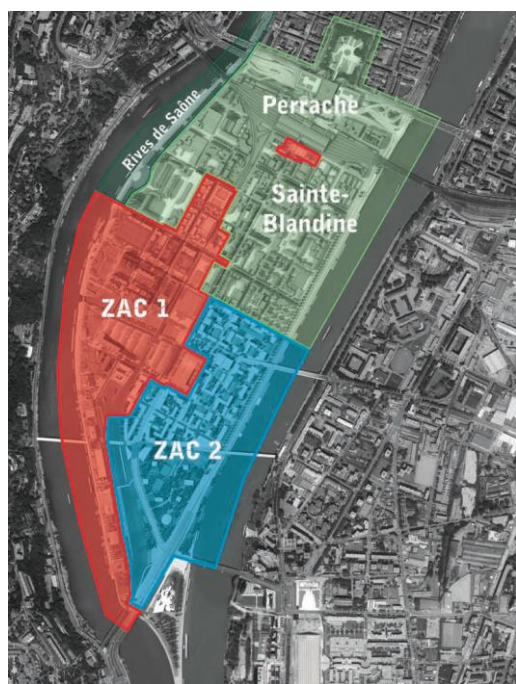 Perrache
Rives de Saône
Sainte-
Blandine
ZAC 1
ZAC 2